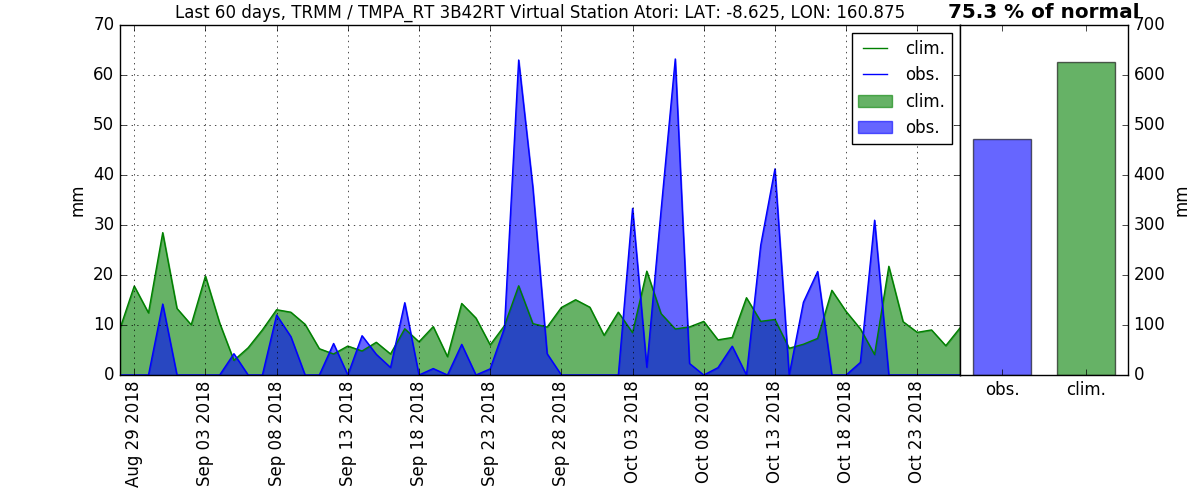 Last 60 days, TRMM / TMPA_RT 3B42RT Virtual Station Atori: LAT: -8.625, LON: 160.875
75.3 % of normal
70
60
50
40
30
20
10
0
mm
clim.
obs.
clim.
obs.
700
600
500
400
300
200
100
0
mm
Aug 29 2018
Sep 03 2018
Sep 08 2018
Sep 13 2018
Sep 18 2018
Sep 23 2018
Sep 28 2018
Oct 03 2018
Oct 08 2018
Oct 13 2018
Oct 18 2018
Oct 23 2018
obs.
clim.